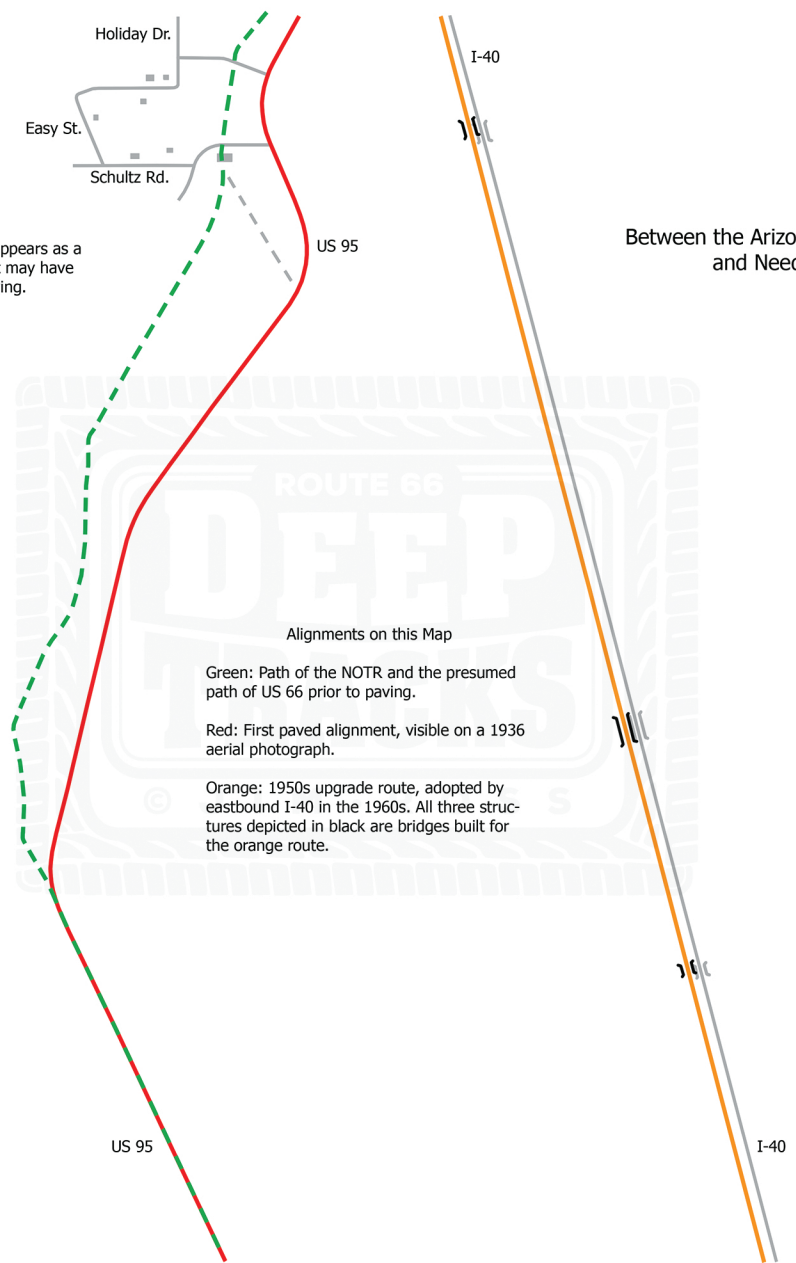 Holiday Dr.
I-40
Easy St.
Schultz Rd.
ppears as a
t may have
ing.
US 95
Between the Arizo
and Need
ROUTE 66
DEEP
TRACKS
Alignments on this Map
Green: Path of the NOTR and the presumed
path of US 66 prior to paving.
Red: First paved alignment, visible on a 1936
aerial photograph.
Orange: 1950s upgrade route, adopted by
eastbound I-40 in the 1960s. All three struc-
tures depicted in black are bridges built for
the orange route.
© S
US 95
I-40